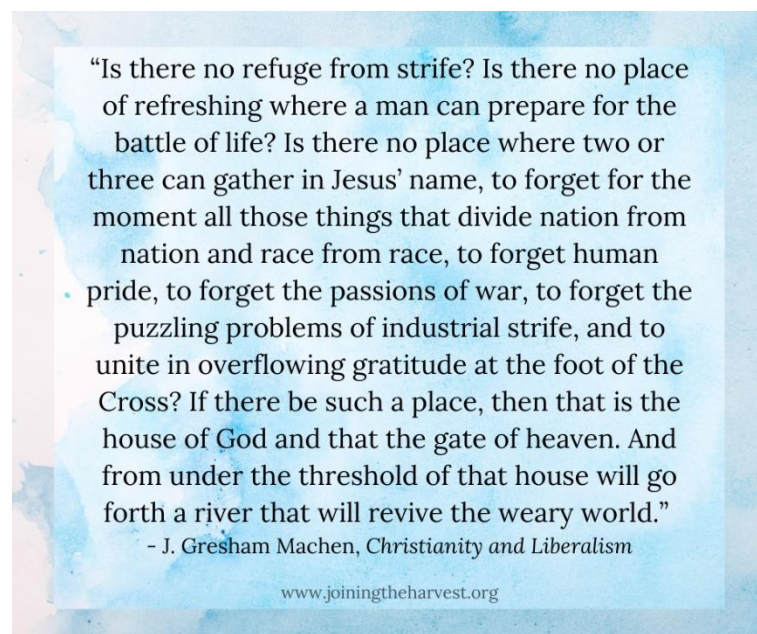 “Is there no refuge from strife? Is there no place
of refreshing where a man can prepare for the
battle of life? Is there no place where two or
three can gather in Jesus’ name, to forget for the
moment all those things that divide nation from
nation and race from race, to forget human
pride, to forget the passions of war, to forget the
puzzling problems of industrial strife, and to
unite in overflowing gratitude at the foot of the
Cross? If there be such a place, then that is the
house of God and that the gate of heaven. And
from under the threshold of that house will go
forth a river that will revive the weary world.”
- J. Gresham Machen, Christianity and Liberalism
www.joiningtheharvest.org